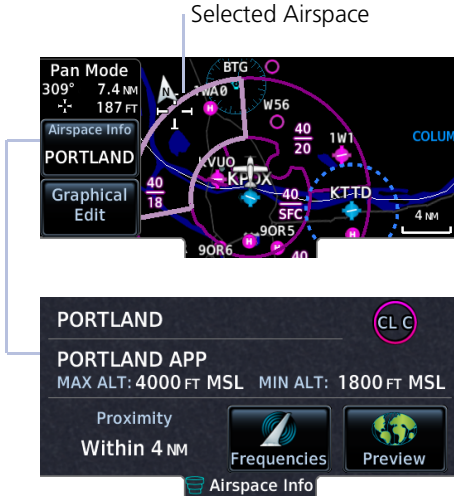 Selected Airspace
Pan Mode
309° 7.4 NM
187 FT
Airspace Info
PORTLAND
Graphical
Edit
BTG
N
1WA0
W56
40
20
1W1
COLUM
KVUO
KPDX
KTTD
40
18
40
SFC
4 NM
9OR5
9OR6
40
PORTLAND
CL C
PORTLAND APP
MAX ALT: 4000 FT MSL MIN ALT: 1800 FT MSL
Proximity
Within 4 NM
Frequencies
Preview
Airspace Info